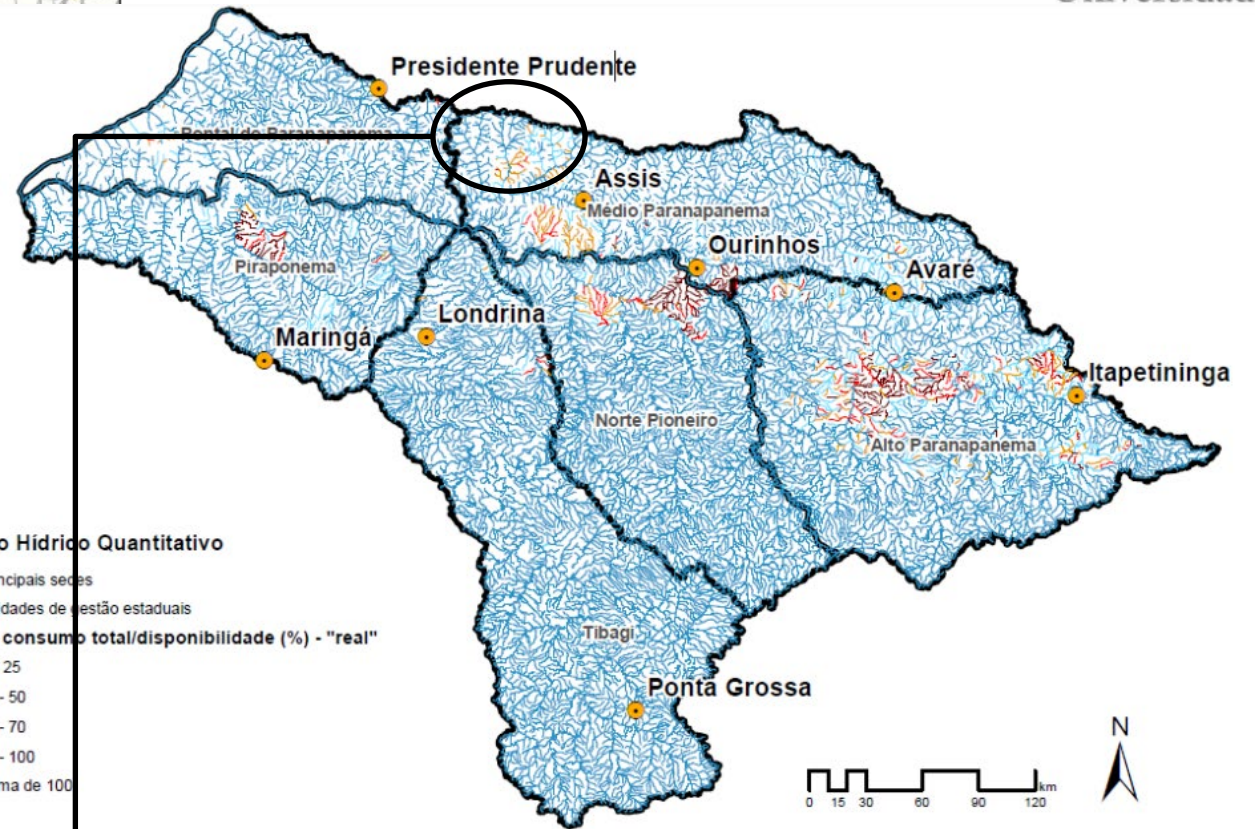 Presidente Prudente
Pontal do Paranapanema
Assis
Médio Paranapanema
Ourinhos
Avaré
Piraponema
Londrina
Maringá
Itapetininga
Norte Pioneiro
Alto Paranapanema
o Hídrico Quantitativo
ncipais sedes
dades de gestão estaduais
consumo total/disponibilidade (%) - "real"
25
- 50
- 70
- 100
ma de 100
Tibagi
Ponta Grossa
N
km
0 15 30 60 90 120